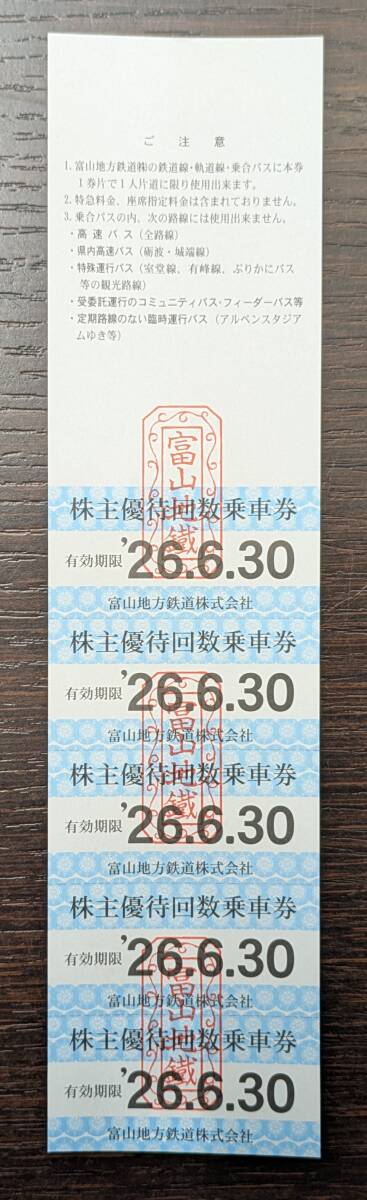 ご注意
1. 富山地方鉄道㈱の鉄道線・軌道線・乗合バスに本券
１券片で１人片道に限り使用出来ます。
2. 特急料金、座席指定料金は含まれておりません。
3. 乗合バスの内、次の路線には使用出来ません。
・高速バス（全路線）
・県内高速バス（砺波・城端線）
・特殊運行バス（室堂線、有峰線、ぶりかにバス
等の観光路線）
・受委託運行のコミュニティバス・フィーダーバス等
・定期路線のない臨時運行バス（アルペンスタジア
ムゆき等）
富山地鐵
株主優待回数乗車券
有効期限 '26.6.30
富山地方鉄道株式会社
株主優待回数乗車券
有効期限 '26.6.30
富山地方鉄道株式会社
富山地鐵
株主優待回数乗車券
有効期限 '26.6.30
富山地方鉄道株式会社
株主優待回数乗車券
有効期限 '26.6.30
富山地方鉄道株式会社
富山地鐵
株主優待回数乗車券
有効期限 '26.6.30
富山地方鉄道株式会社